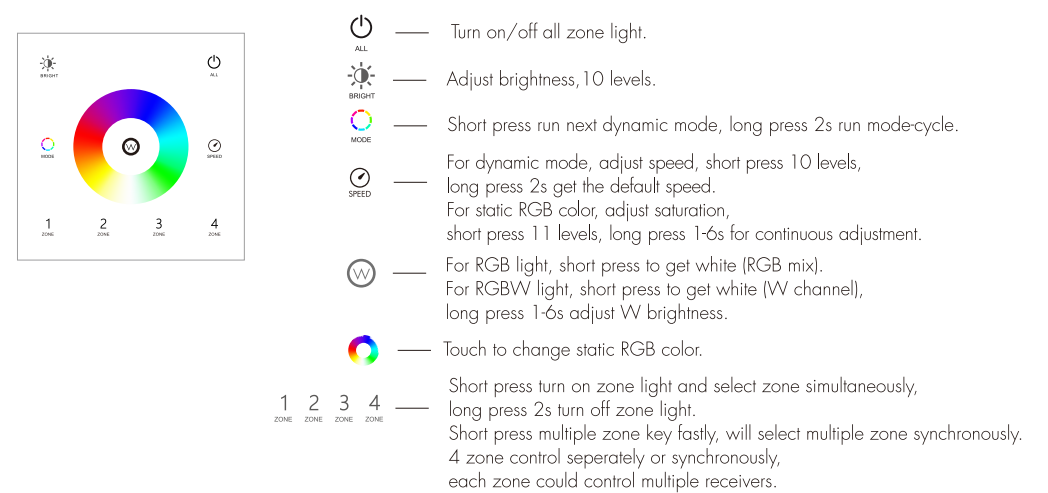 BRIGHT
ALL
W
MODE
SPEED
1 2 3 4
ZONE ZONE ZONE ZONE
ALL
Turn on/off all zone light.
BRIGHT
Adjust brightness,10 levels.
MODE
Short press run next dynamic mode, long press 2s run mode-cycle.
SPEED
For dynamic mode, adjust speed, short press 10 levels,
long press 2s get the default speed.
For static RGB color, adjust saturation,
short press 11 levels, long press 1-6s for continuous adjustment.
W
For RGB light, short press to get white (RGB mix).
For RGBW light, short press to get white (W channel),
long press 1-6s adjust W brightness.
Touch to change static RGB color.
1 2 3 4
ZONE ZONE ZONE ZONE
Short press turn on zone light and select zone simultaneously,
long press 2s turn off zone light.
Short press multiple zone key fastly, will select multiple zone synchronously.
4 zone control seperately or synchronously,
each zone could control multiple receivers.